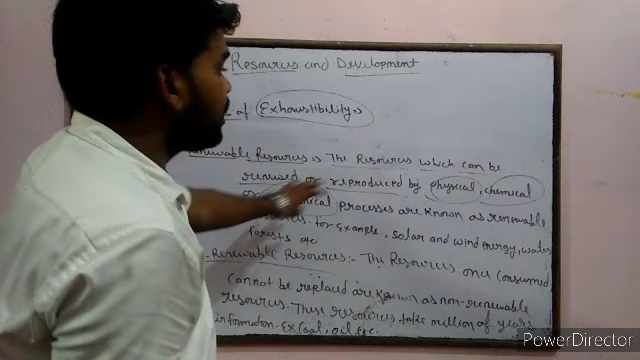 Resources and Development
of Exhaustibility:-
Renewable Resources :- The Resources which can be
renewed or reproduced by physical, chemical
or processes are known as renewable
for Example, Solar and wind energy, water
forests etc
Renewable Resources:- The Resources once Consumed
Cannot be replaced are known as non-renewable
resources. These resources take million of years
in formation. Ex. Coal, oil etc.
PowerDirector